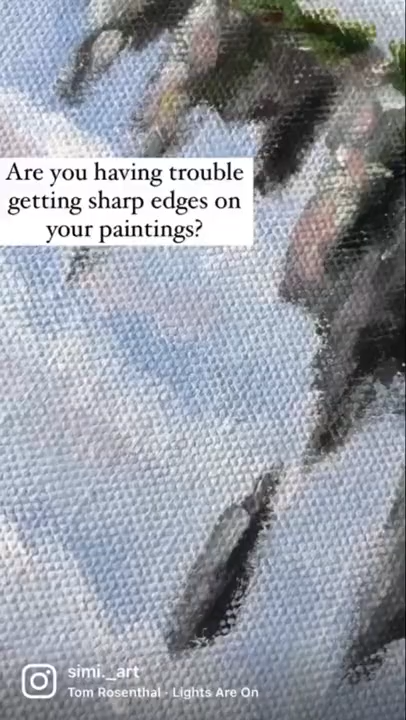 Are you having trouble
getting sharp edges on
your paintings?
simi._art
Tom Rosenthal · Lights Are On